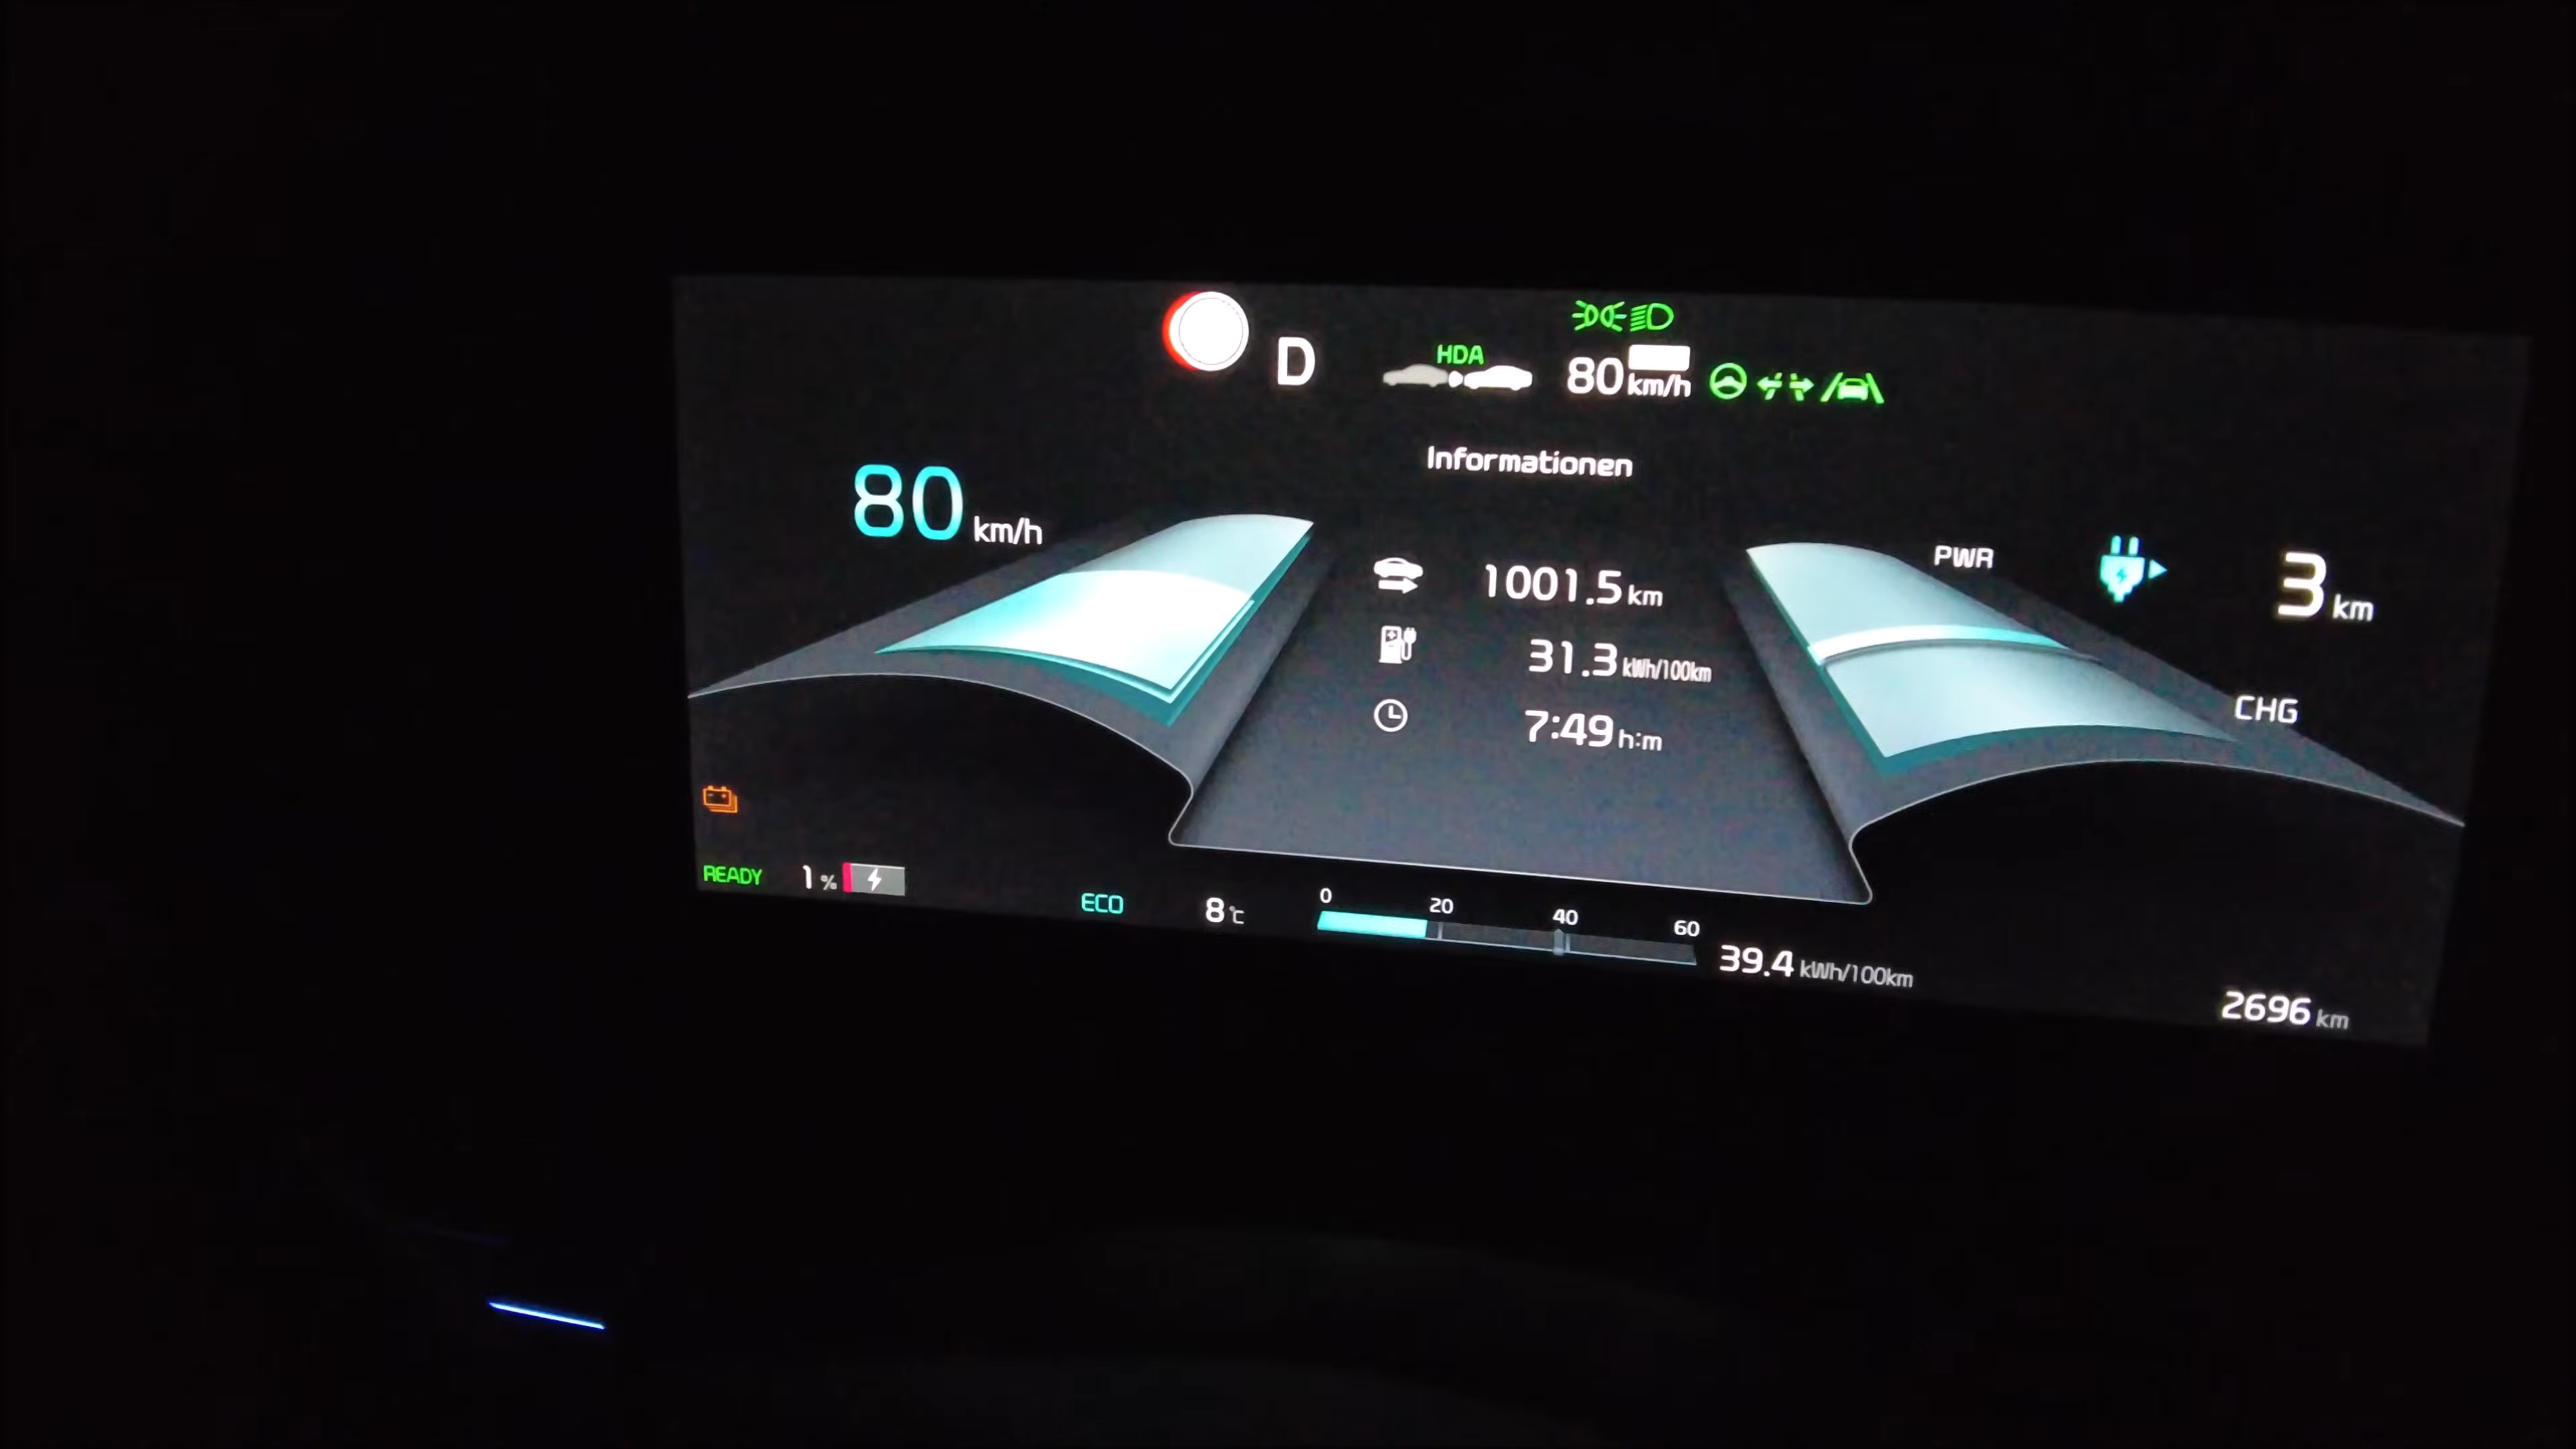 D
HDA
80 km/h
Informationen
80 km/h
1001.5 km
31.3 kWh/100km
7:49 h:m
PWR
3 km
CHG
READY
1 %
ECO
8 °C
0 20 40 60
39.4 kWh/100km
2696 km